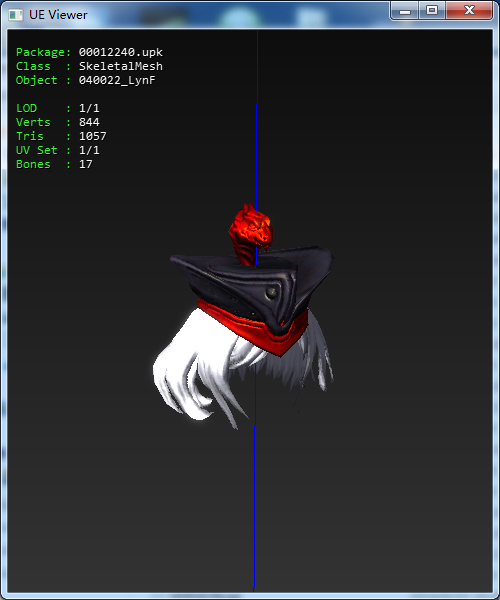 UE Viewer
Package: 00012240.upk
Class : SkeletalMesh
Object : 040022_LynF
LOD : 1/1
Verts : 844
Tris : 1057
UV Set : 1/1
Bones : 17